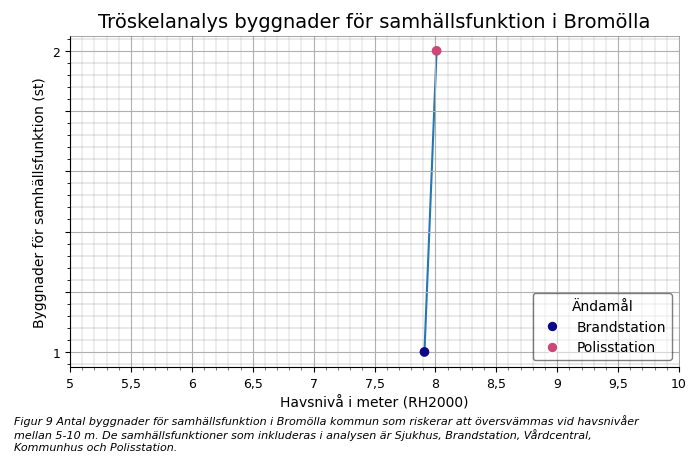 Tröskelanalys byggnader för samhällsfunktion i Bromölla
Byggnader för samhällsfunktion (st)
2
1
5 5,5 6 6,5 7 7,5 8 8,5 9 9,5 10
Havsnivå i meter (RH2000)
Ändamål
Brandstation
Polisstation
Figur 9 Antal byggnader för samhällsfunktion i Bromölla kommun som riskerar att översvämmas vid havsnivåer
mellan 5-10 m. De samhällsfunktioner som inkluderas i analysen är Sjukhus, Brandstation, Vårdcentral,
Kommunhus och Polisstation.